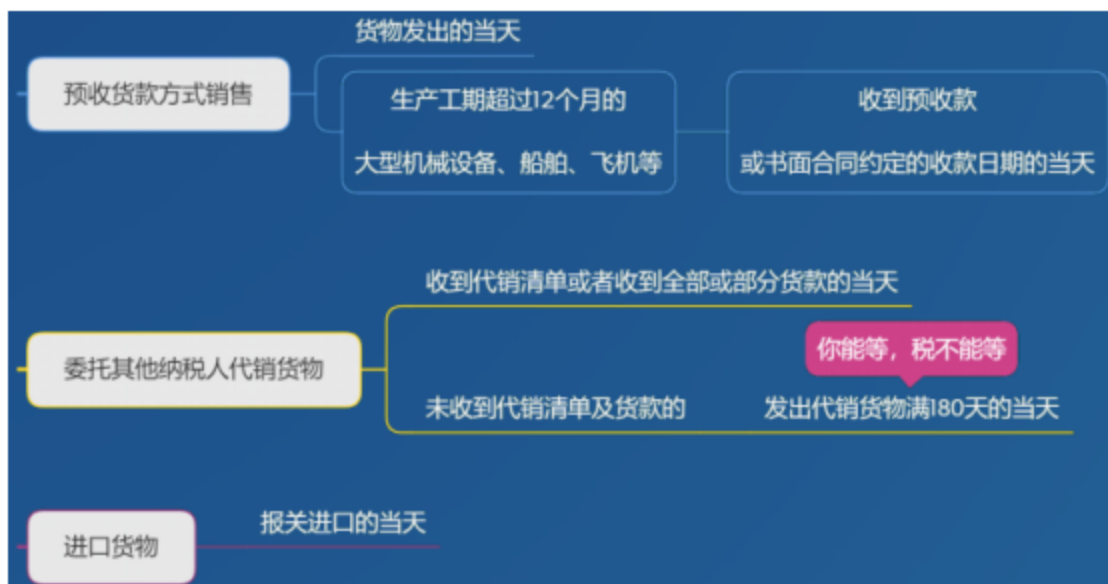 货物发出的当天
预收货款方式销售
生产工期超过12个月的
大型机械设备、船舶、飞机等
收到预收款
或书面合同约定的收款日期的当天
收到代销清单或者收到全部或部分货款的当天
委托其他纳税人代销货物
你能等，税不能等
未收到代销清单及货款的
发出代销货物满180天的当天
报关进口的当天
进口货物